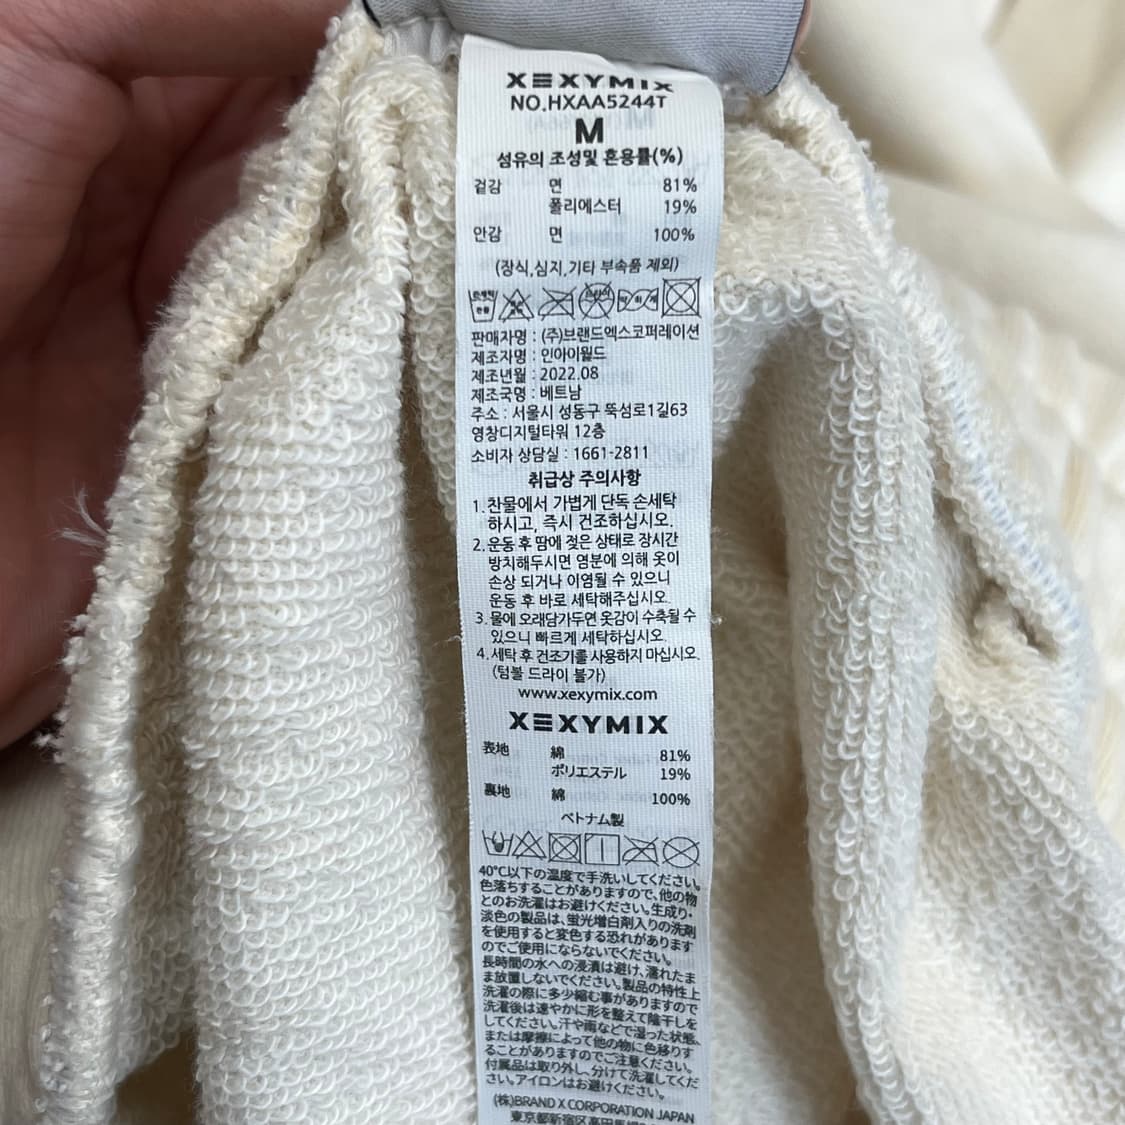 XEXYMIX
NO.HXAA5244T
M
섬유의 조성및 혼용률(%)
겉감 면 81%
폴리에스터 19%
안감 면 100%
(장식,심지,기타 부속품 제외)
판매자명 : (주)브랜드엑스코퍼레이션
제조자명 : 인아이월드
제조년월 : 2022.08
제조국명 : 베트남
주소 : 서울시 성동구 뚝섬로1길63
영창디지털타워 12층
소비자 상담실 : 1661-2811
취급상 주의사항
1. 찬물에서 가볍게 단독 손세탁
하시고, 즉시 건조하십시오.
2. 운동 후 땀에 젖은 상태로 장시간
방치해두시면 염분에 의해 옷이
손상 되거나 이염될 수 있으니
운동 후 바로 세탁해주십시오.
3. 물에 오래담가두면 옷감이 수축될 수
있으니 빠르게 세탁하십시오.
4. 세탁 후 건조기를 사용하지 마십시오.
(텀블 드라이 불가)
www.xexymix.com
XEXYMIX
表地 綿 81%
ポリエステル 19%
裏地 綿 100%
ベトナム製
40℃以下の温度で手洗いしてください。
色落ちすることがありますので、他の物
とのお洗濯はお避けください。生成り・
淡色の製品は、蛍光増白剤入りの洗剤
を使用すると変色する恐れがあります
のでご使用にならないでください。
長時間の水への浸漬は避け、濡れたま
ま放置しないでください。製品の特性上
洗濯の際に多少縮む事がありますので
洗濯後は速やかに形を整えて陰干しを
してください。汗や雨などで湿った状態、
または摩擦によって他の物に色移りす
ることがありますのでご注意ください。
付属品は取り外し、分けて洗濯してくだ
さい。アイロンはお避けください。
(株)BRAND X CORPORATION JAPAN
東京都新宿区高田馬場